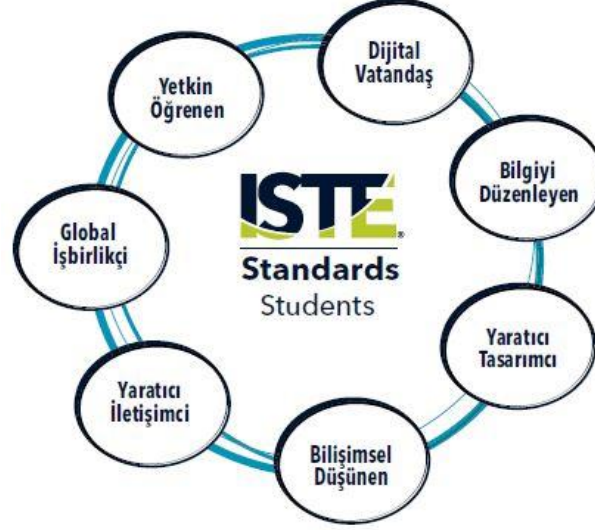 Yetkin
Öğrenen
Dijital
Vatandaş
Bilgiyi
Düzenleyen
Yaratıcı
Tasarımcı
Bilişimsel
Düşünen
Yaratıcı
İletişimci
Global
İşbirlikçi
ISTE®
Standards
Students